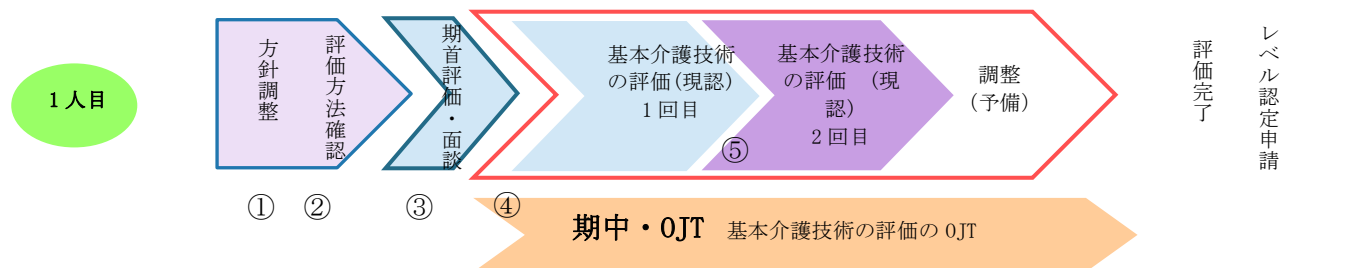 1人目
方針調整
評価方法確認
期首評価・面談
基本介護技術
の評価(現認)
1回目
基本介護技術
の評価 (現
認)
2回目
調整
(予備)
評価完了
レベル認定申請
①
②
③
④
⑤
期中・OJT 基本介護技術の評価のOJT